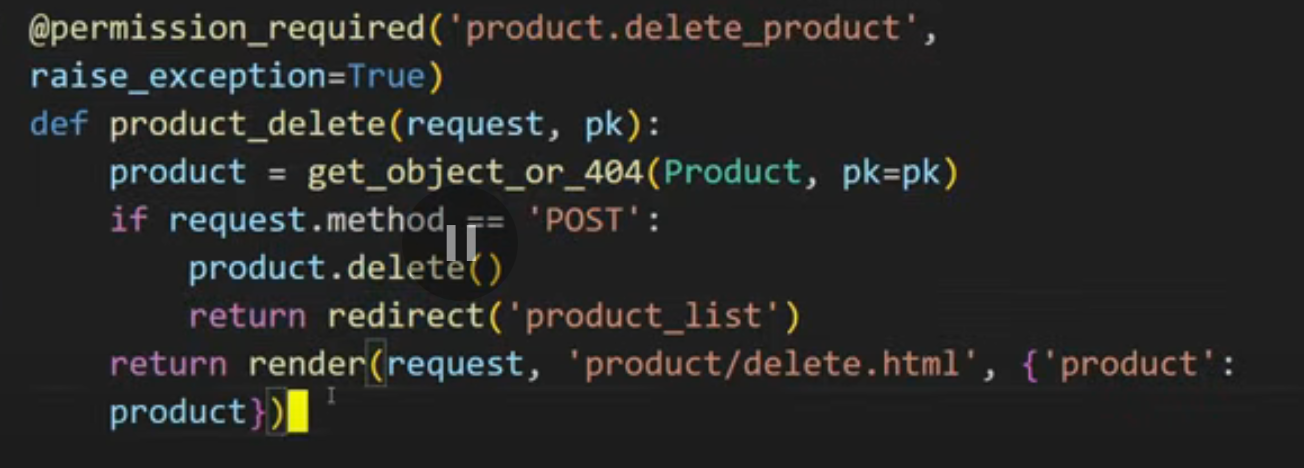 @permission_required('product.delete_product',
raise_exception=True)
def product_delete(request, pk):
    product = get_object_or_404(Product, pk=pk)
    if request.method == 'POST':
        product.delete()
        return redirect('product_list')
    return render(request, 'product/delete.html', {'product':
    product})